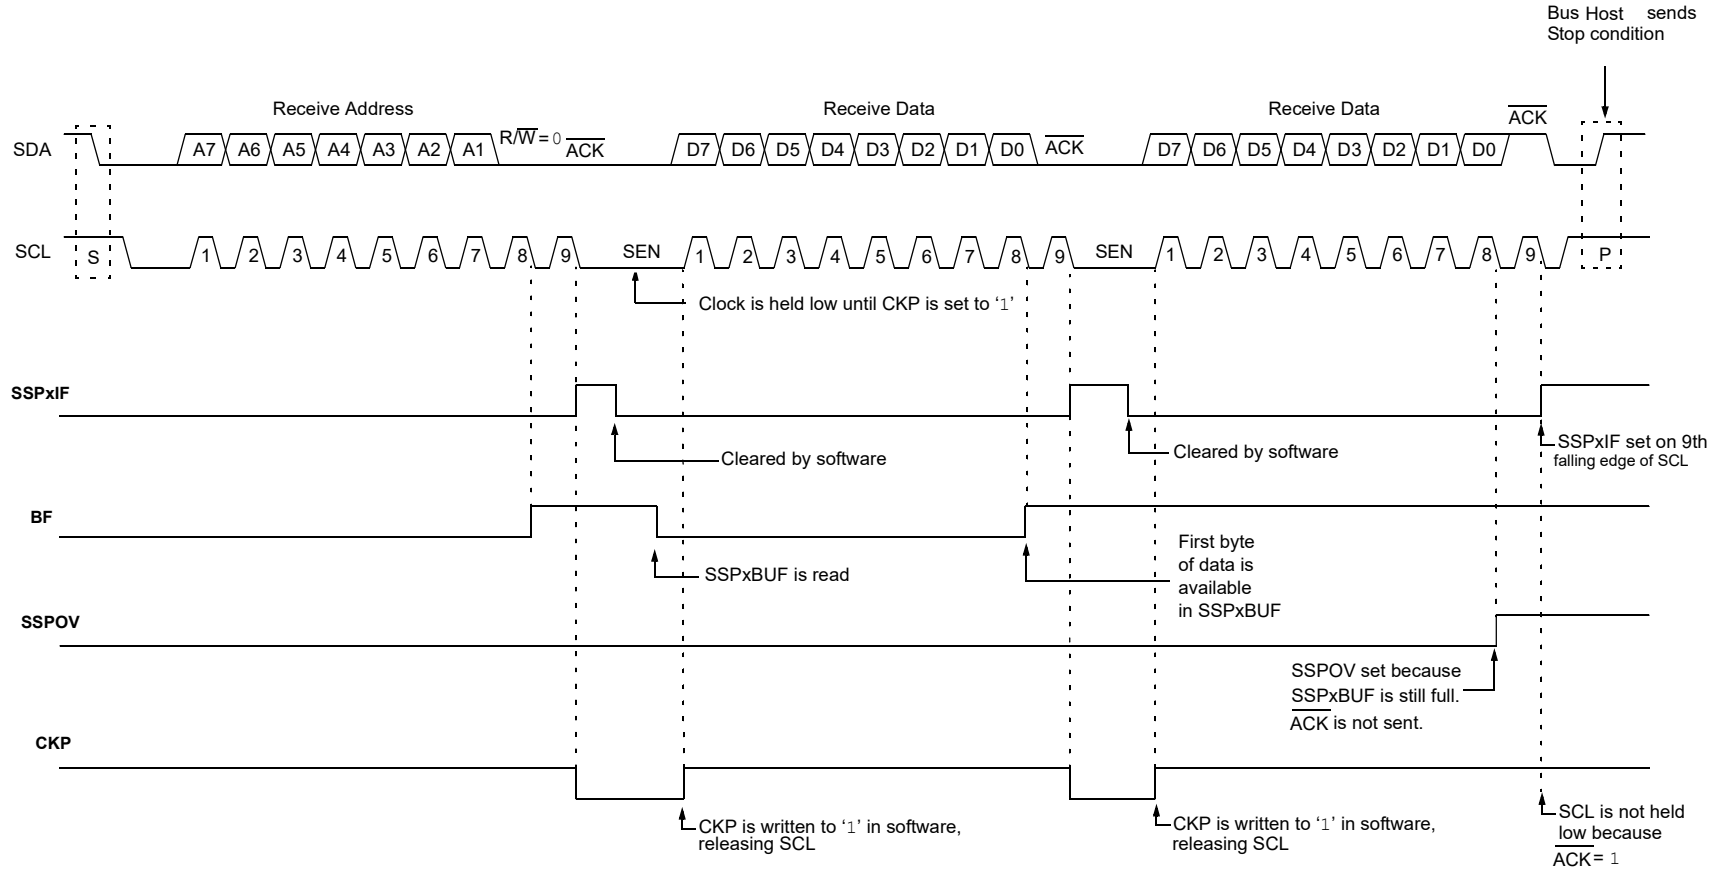 Bus Host sends
Stop condition
Receive Address
Receive Data
Receive Data
ACK
SDA
A7 A6 A5 A4 A3 A2 A1 R/W=0 ACK
D7 D6 D5 D4 D3 D2 D1 D0 ACK
D7 D6 D5 D4 D3 D2 D1 D0
SCL
S
1 2 3 4 5 6 7 8 9 SEN
1 2 3 4 5 6 7 8 9 SEN
1 2 3 4 5 6 7 8 9
P
Clock is held low until CKP is set to ‘1’
SSPxIF
Cleared by software
Cleared by software
SSPxIF set on 9th
falling edge of SCL
BF
SSPxBUF is read
First byte
of data is
available
in SSPxBUF
SSPOV
SSPOV set because
SSPxBUF is still full.
ACK is not sent.
CKP
CKP is written to ‘1’ in software,
releasing SCL
CKP is written to ‘1’ in software,
releasing SCL
SCL is not held
low because
ACK= 1